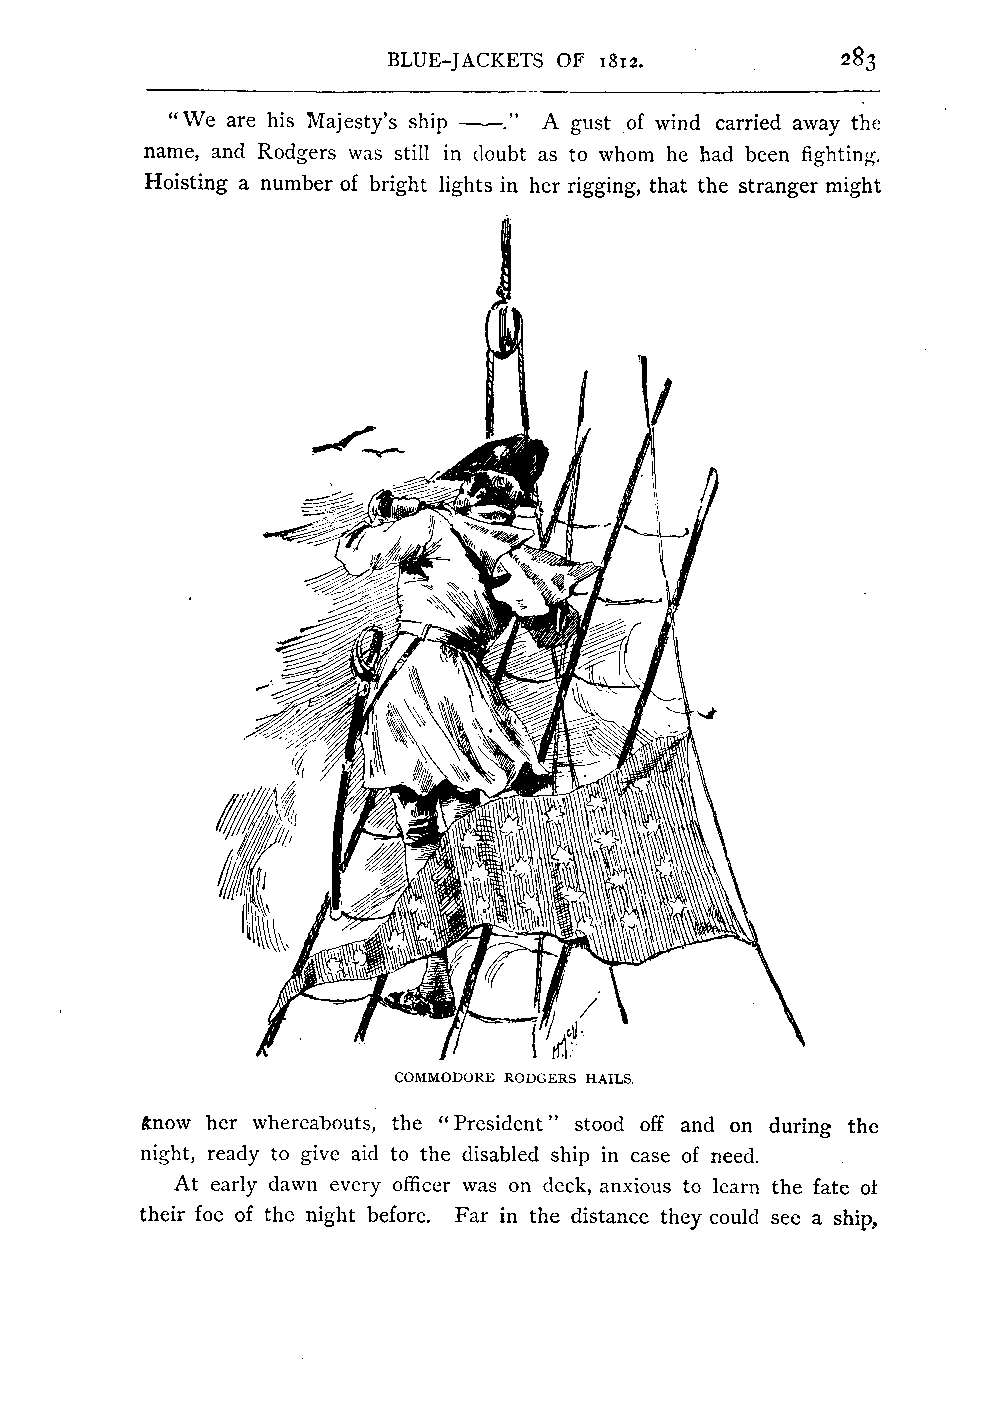 BLUE-JACKETS OF 1812. 283
"We are his Majesty's ship ——." A gust of wind carried away the
name, and Rodgers was still in doubt as to whom he had been fighting.
Hoisting a number of bright lights in her rigging, that the stranger might
COMMODORE RODGERS HAILS.
know her whereabouts, the "President" stood off and on during the
night, ready to give aid to the disabled ship in case of need.
At early dawn every officer was on deck, anxious to learn the fate of
their foe of the night before. Far in the distance they could see a ship,